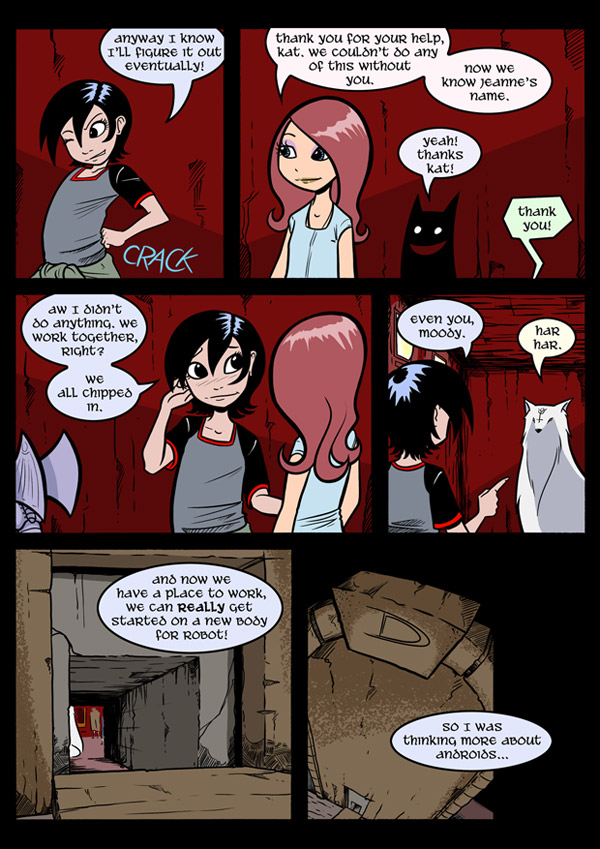 anyway I know
I'll figure it out
eventually!
CRACK
thank you for your help,
Kat. We couldn't do any
of this without
you.
now we
know Jeanne's
name.
yeah!
thanks
Kat!
thank
you!
aw I didn't
do anything. We
work together,
right?
We
all chipped
in.
even you,
Moody.
har
har.
and now we
have a place to work,
we can really get
started on a new body
for Robot!
so I was
thinking more about
androids...